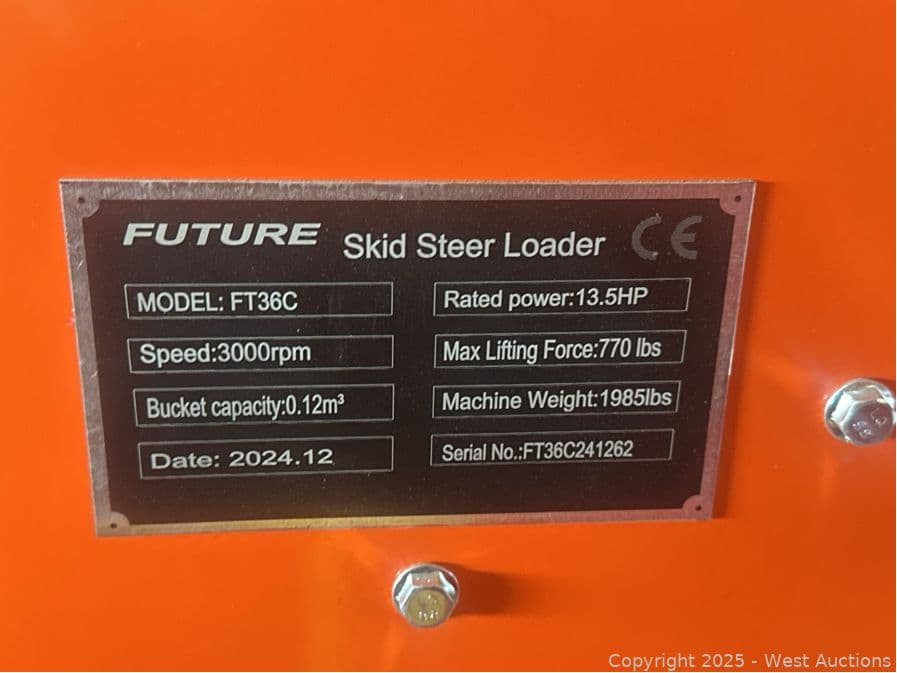 FUTURE Skid Steer Loader CE
MODEL: FT36C
Rated power:13.5HP
Speed:3000rpm
Max Lifting Force:770 lbs
Bucket capacity:0.12m³
Machine Weight:1985lbs
Date: 2024.12
Serial No.:FT36C241262
Copyright 2025 - West Auctions